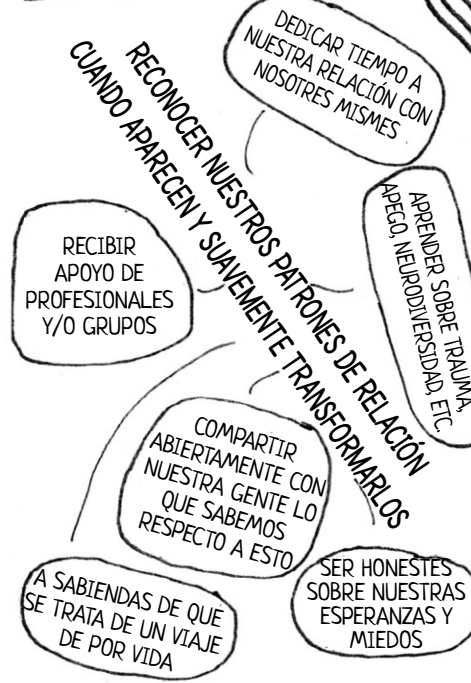 DEDICAR TIEMPO A
NUESTRA RELACIÓN CON
NOSOTRES MISMES
RECONOCER NUESTROS PATRONES DE RELACIÓN
CUANDO APARECEN Y SUAVEMENTE TRANSFORMARLOS
APRENDER SOBRE TRAUMA,
APEGO, NEURODIVERSIDAD, ETC.
RECIBIR
APOYO DE
PROFESIONALES
Y/O GRUPOS
COMPARTIR
ABIERTAMENTE CON
NUESTRA GENTE LO
QUE SABEMOS
RESPECTO A ESTO
A SABIENDAS DE QUE
SE TRATA DE UN VIAJE
DE POR VIDA
SER HONESTES
SOBRE NUESTRAS
ESPERANZAS Y
MIEDOS